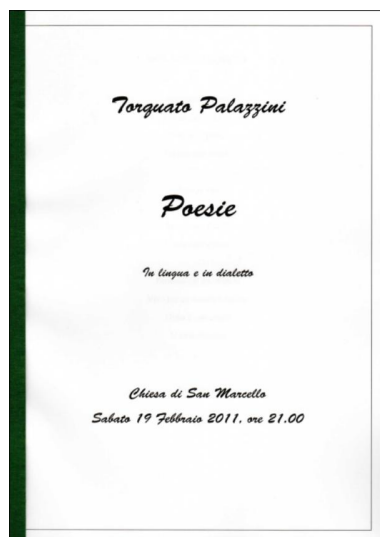 Torquato Palazzini
Poesie
In lingua e in dialetto
Chiesa di San Marcello
Sabato 19 Febbraio 2011, ore 21.00